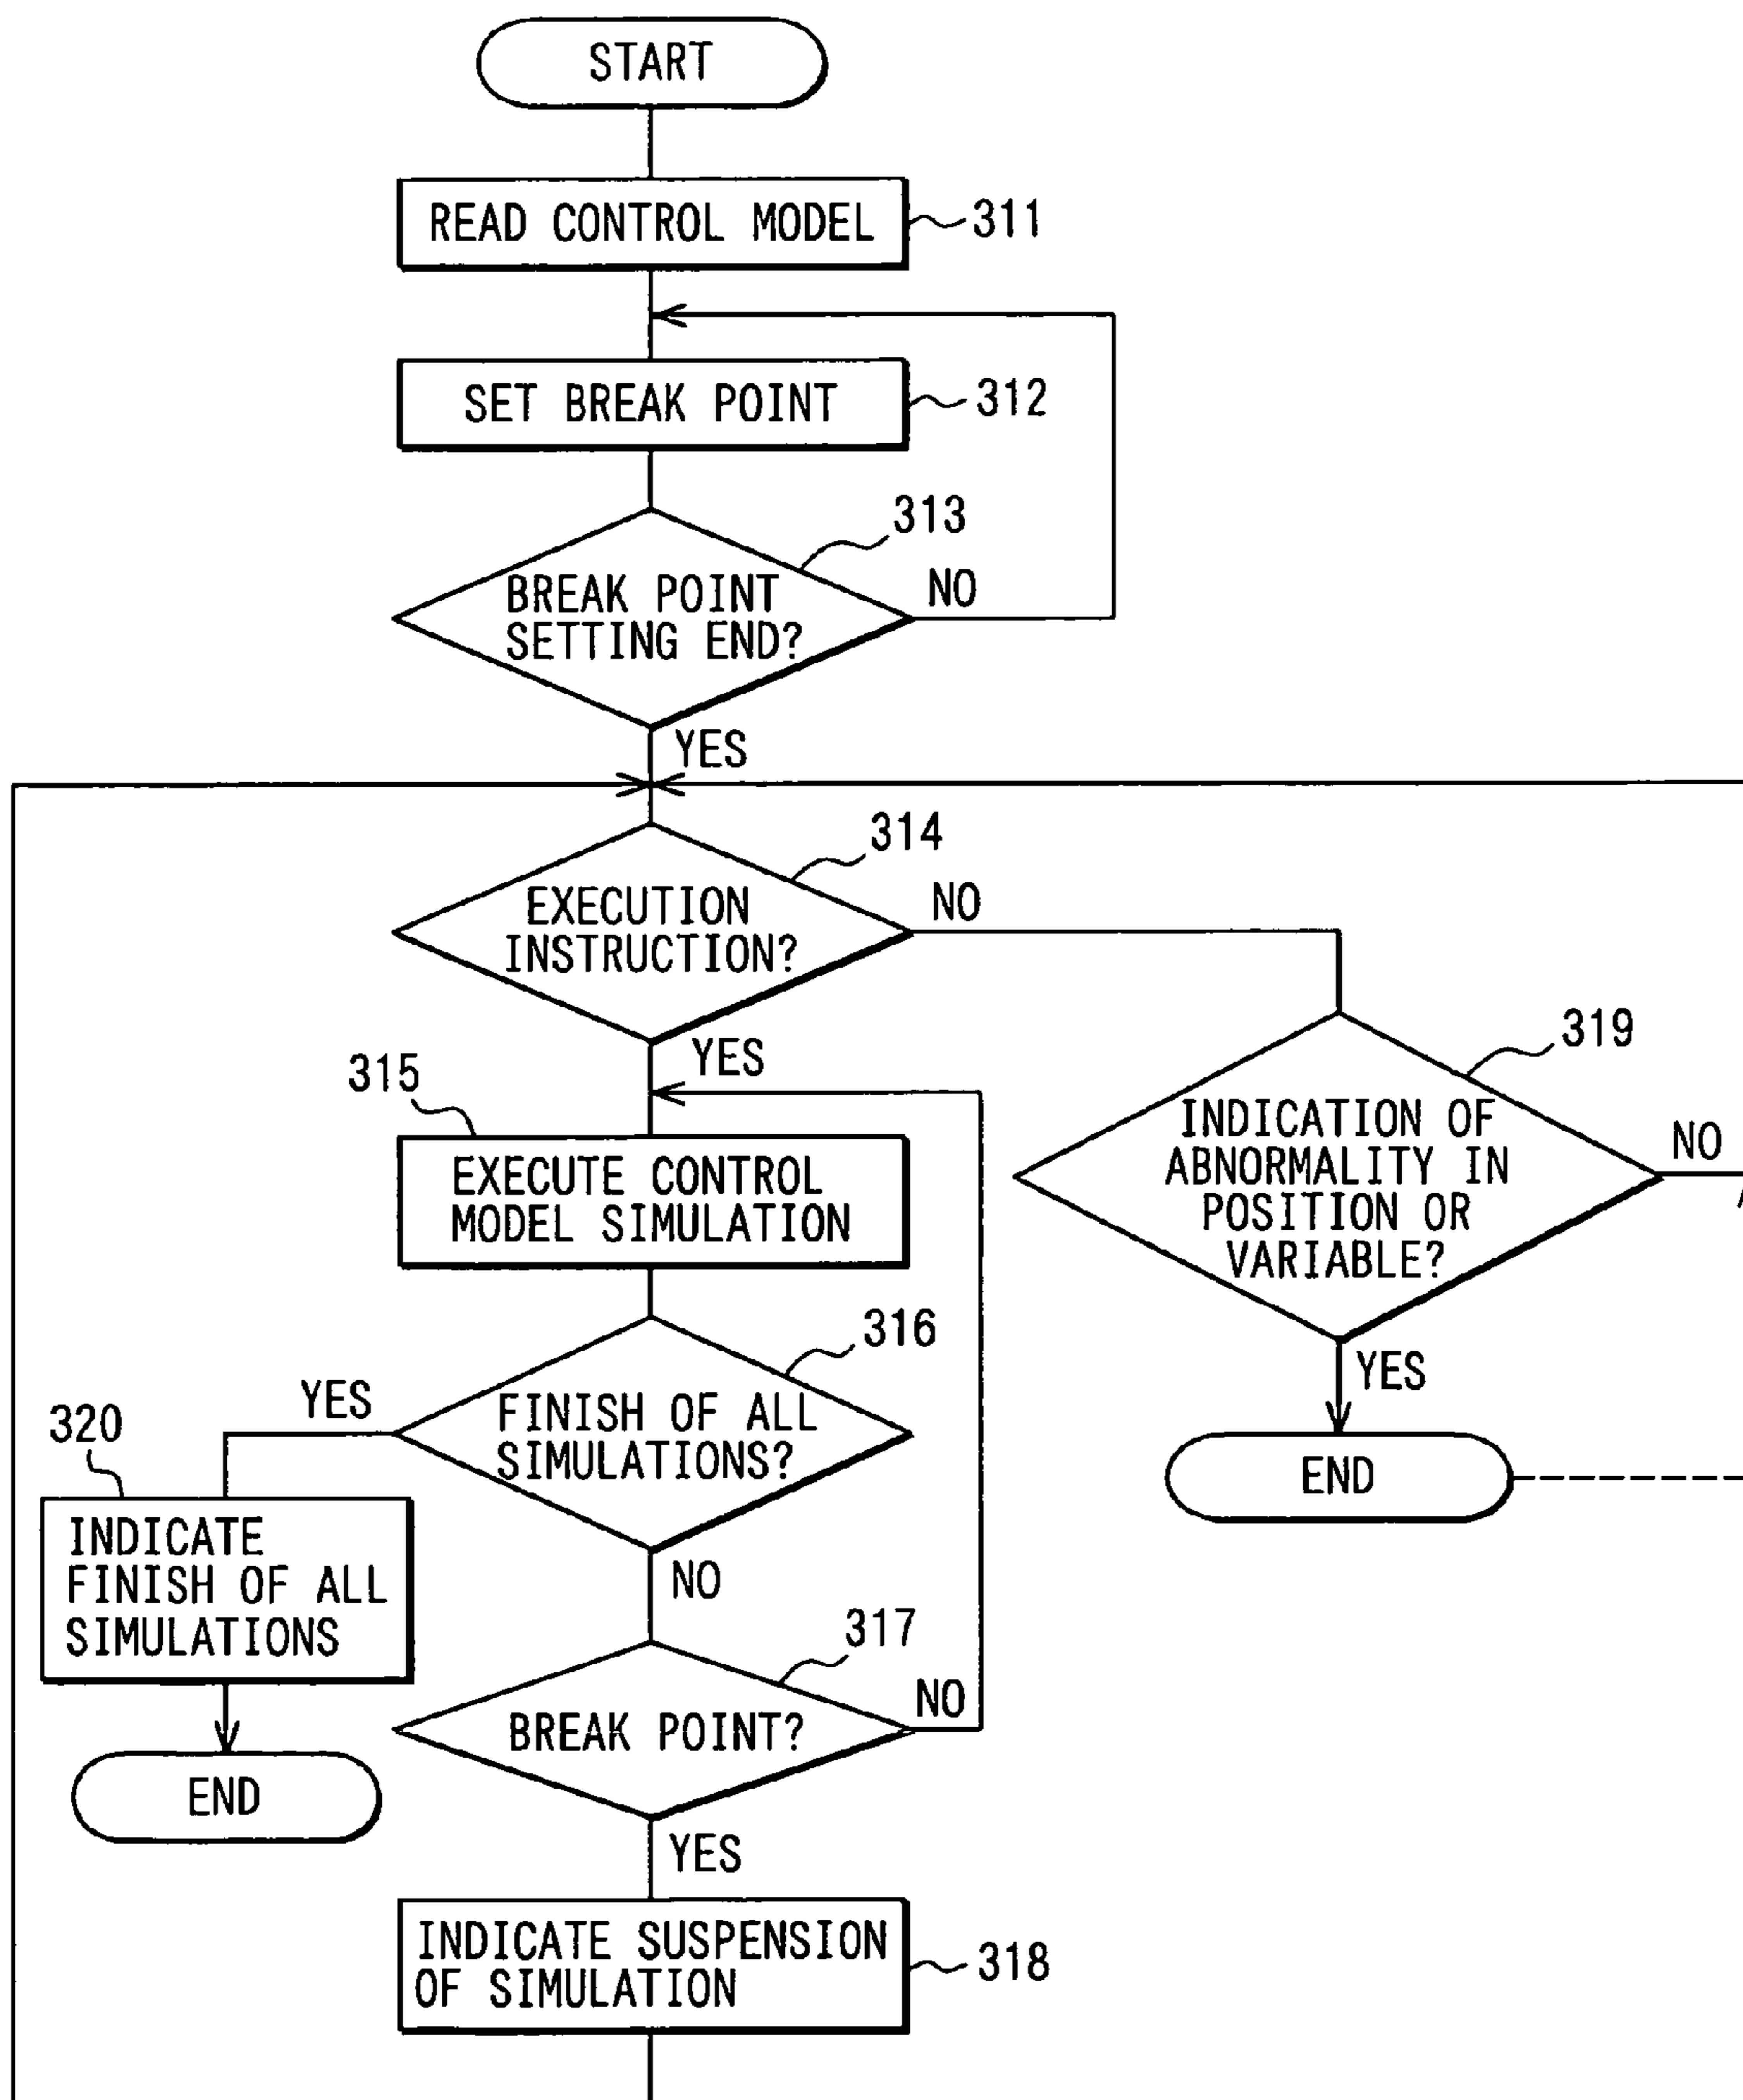 START
READ CONTROL MODEL
311
SET BREAK POINT
312
313
BREAK POINT
SETTING END?
NO
YES
314
EXECUTION
INSTRUCTION?
NO
YES
315
EXECUTE CONTROL
MODEL SIMULATION
319
INDICATION OF
ABNORMALITY IN
POSITION OR
VARIABLE?
NO
YES
END
316
FINISH OF ALL
SIMULATIONS?
YES
320
INDICATE
FINISH OF ALL
SIMULATIONS
END
NO
317
BREAK POINT?
NO
YES
INDICATE SUSPENSION
OF SIMULATION
318